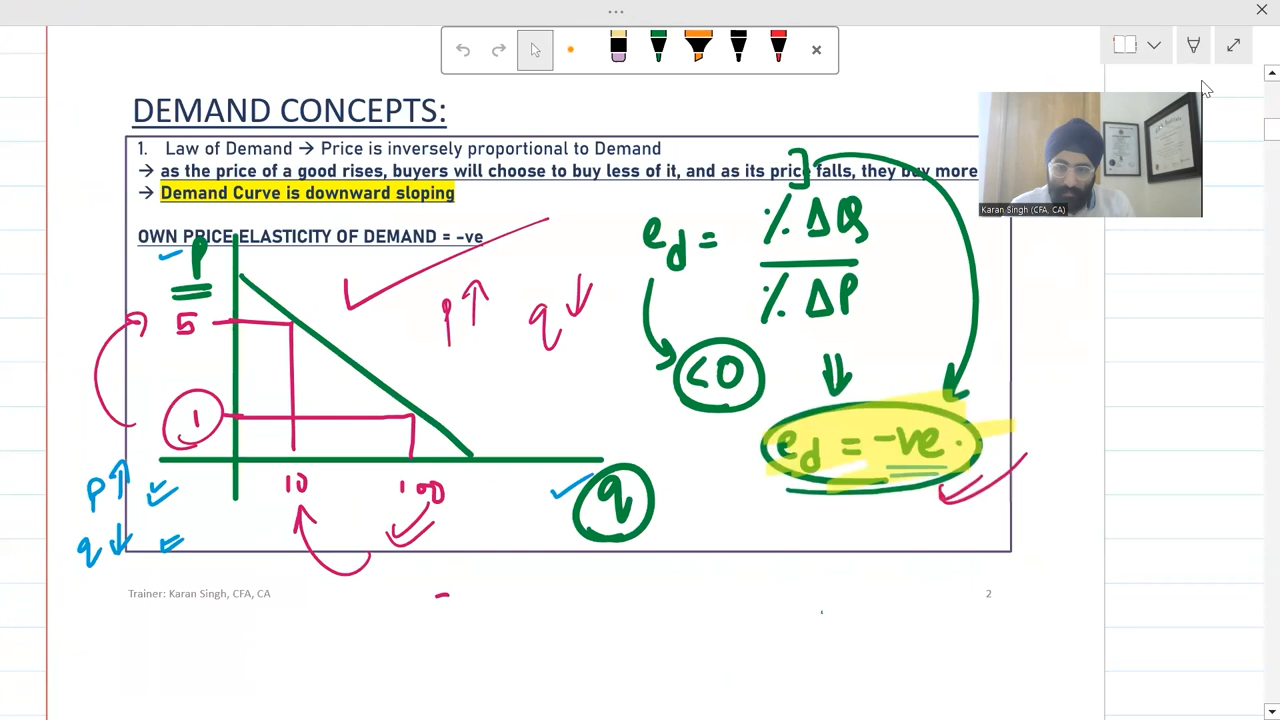 DEMAND CONCEPTS:
1. Law of Demand → Price is inversely proportional to Demand
→ as the price of a good rises, buyers will choose to buy less of it, and as its price falls, they buy more
→ Demand Curve is downward sloping
Karan Singh (CFA, CA)
OWN PRICE ELASTICITY OF DEMAND = -ve
ed = % ΔQ
% ΔP
P
5
P↑ q↓
<0
1
ed = -ve.
10
100
q
P↑
q↓
Trainer: Karan Singh, CFA, CA
2